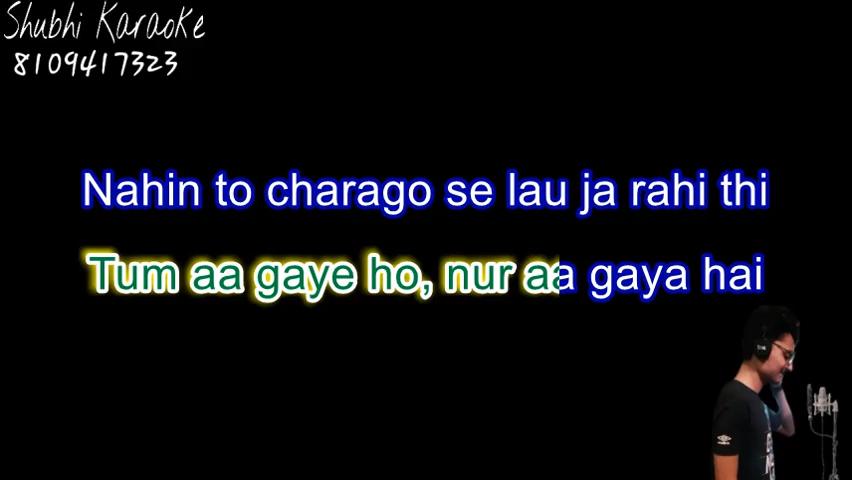 Shubhi Karaoke
8109417323
Nahin to charago se lau ja rahi thi
Tum aa gaye ho, nur aa gaya hai